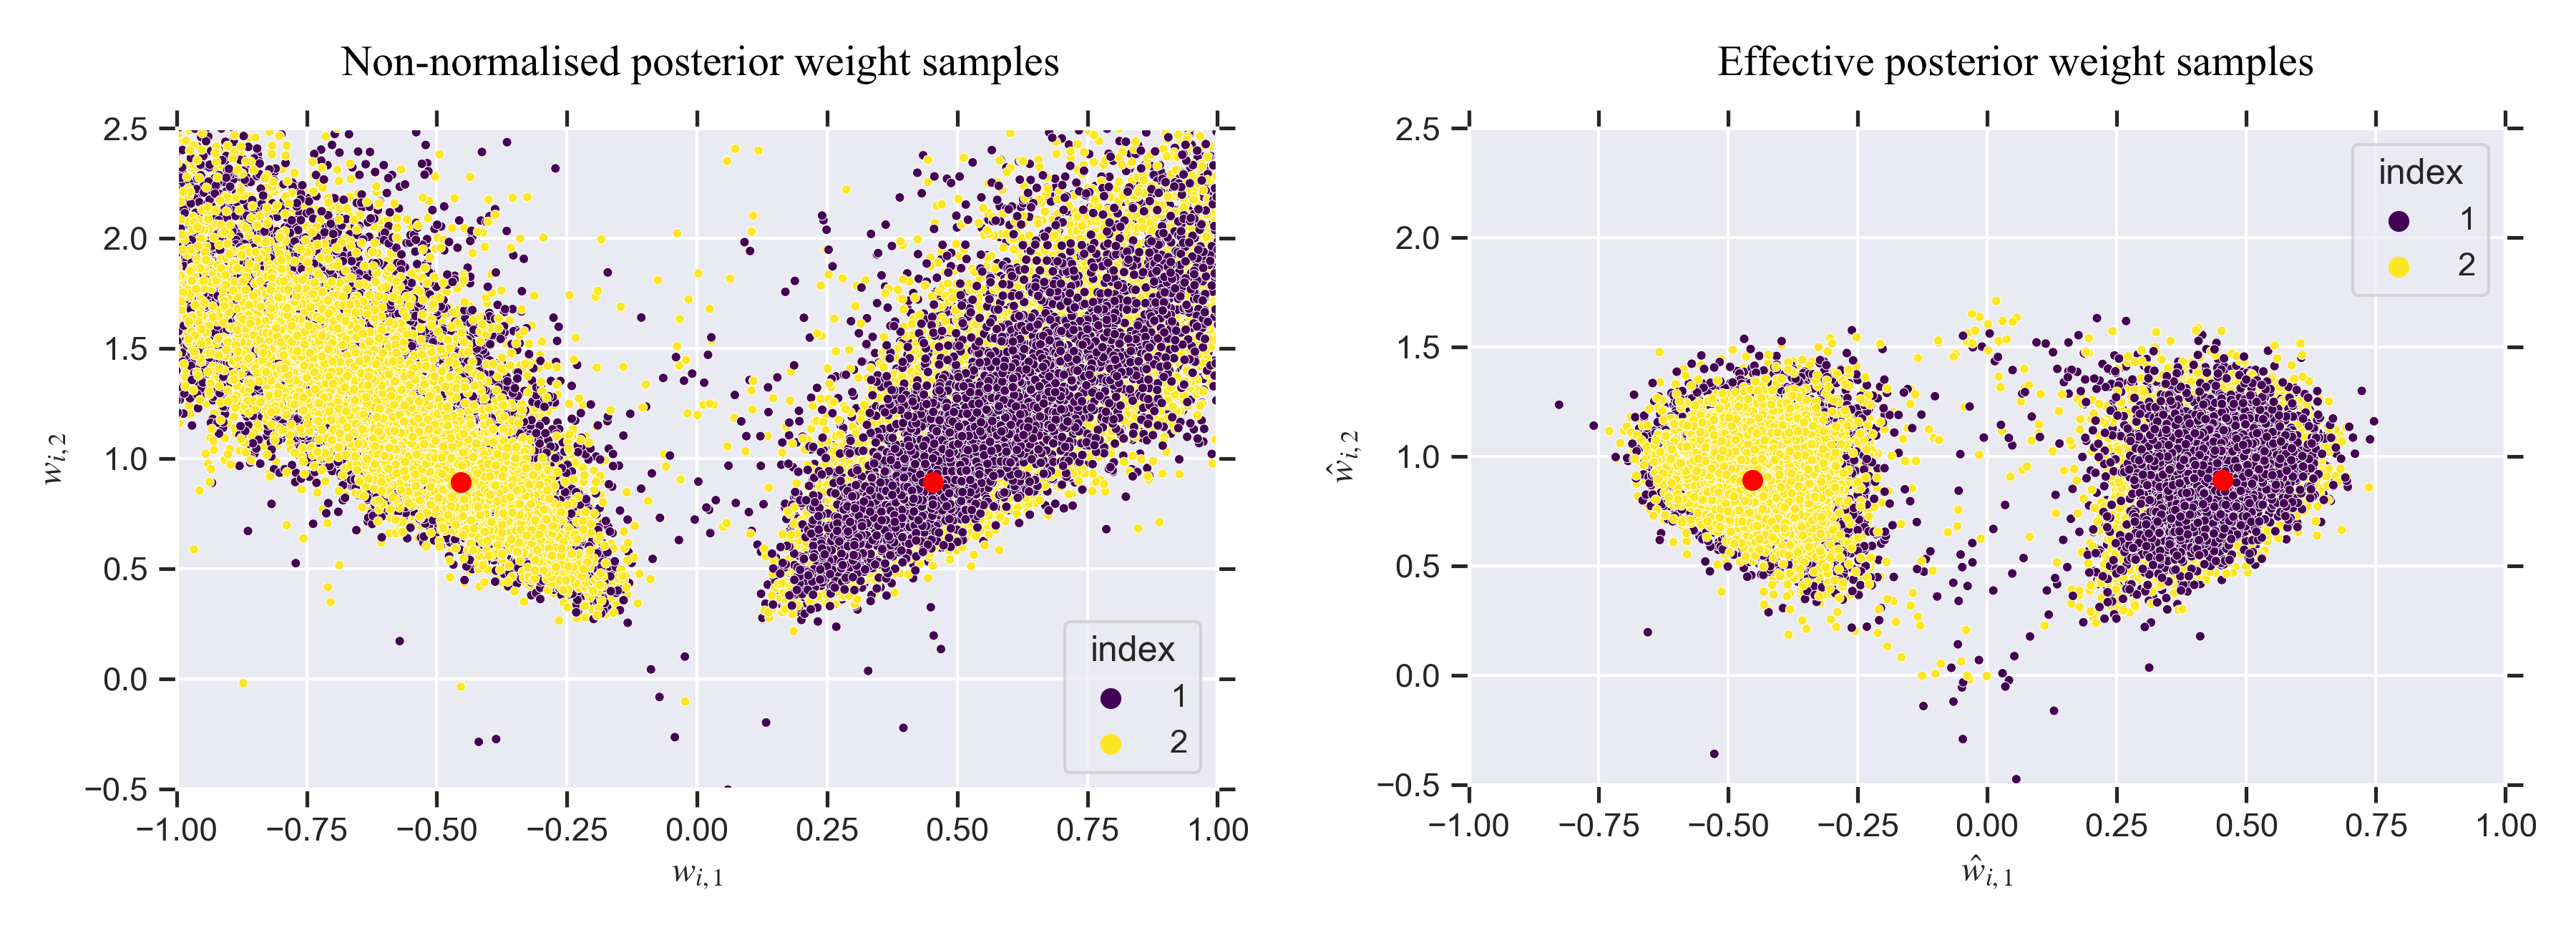 Non-normalised posterior weight samples
2.5
2.0
1.5
1.0
0.5
0.0
−0.5
w_{i,2}
index
1
2
−1.00 −0.75 −0.50 −0.25 0.00 0.25 0.50 0.75 1.00
w_{i,1}
Effective posterior weight samples
2.5
2.0
1.5
1.0
0.5
0.0
−0.5
ŵ_{i,2}
index
1
2
−1.00 −0.75 −0.50 −0.25 0.00 0.25 0.50 0.75 1.00
ŵ_{i,1}